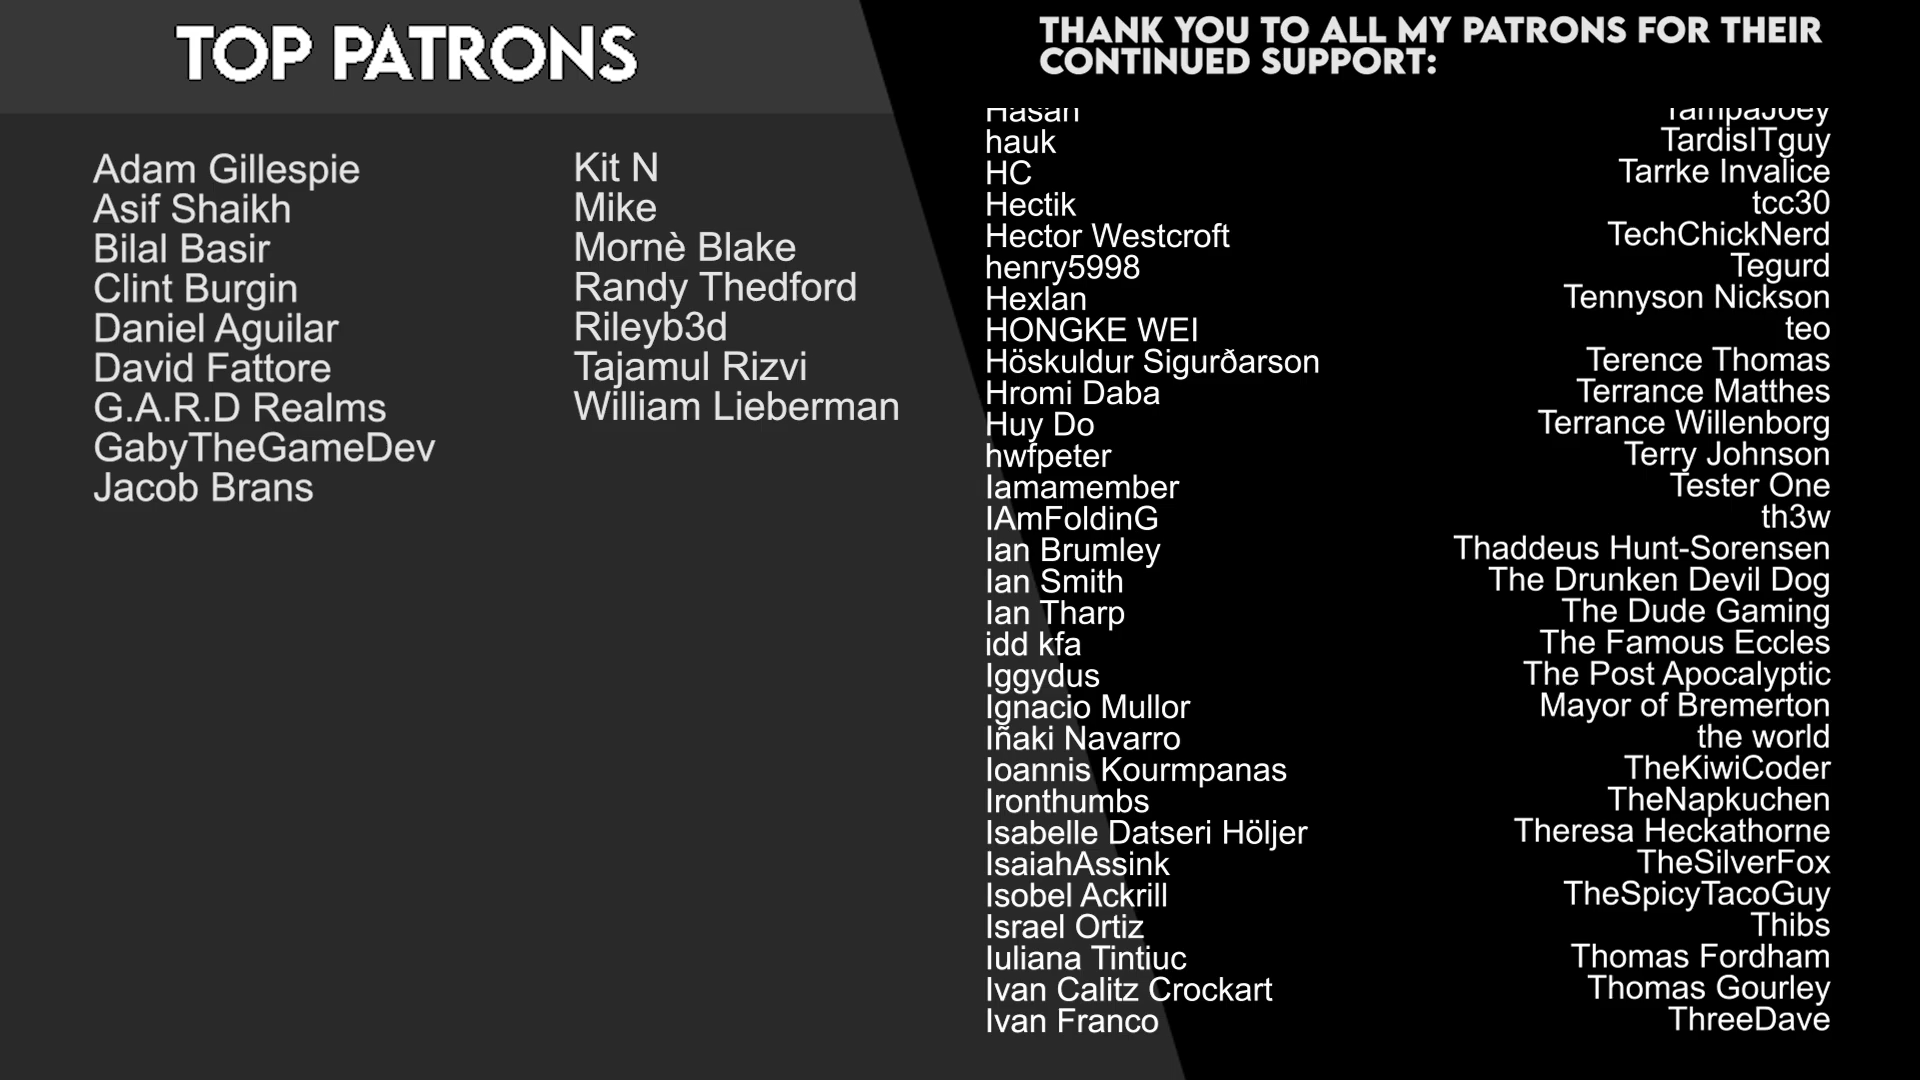 TOP PATRONS
Adam Gillespie
Asif Shaikh
Bilal Basir
Clint Burgin
Daniel Aguilar
David Fattore
G.A.R.D Realms
GabyTheGameDev
Jacob Brans
Kit N
Mike
Mornè Blake
Randy Thedford
Rileyb3d
Tajamul Rizvi
William Lieberman
THANK YOU TO ALL MY PATRONS FOR THEIR
CONTINUED SUPPORT:
Hasan
hauk
HC
Hectik
Hector Westcroft
henry5998
Hexlan
HONGKE WEI
Höskuldur Sigurðarson
Hromi Daba
Huy Do
hwfpeter
Iamamember
IAmFoldinG
Ian Brumley
Ian Smith
Ian Tharp
idd kfa
Iggydus
Ignacio Mullor
Iñaki Navarro
Ioannis Kourmpanas
Ironthumbs
Isabelle Datseri Höljer
IsaiahAssink
Isobel Ackrill
Israel Ortiz
Iuliana Tintiuc
Ivan Calitz Crockart
Ivan Franco
TampaJoey
TardisITguy
Tarrke Invalice
tcc30
TechChickNerd
Tegurd
Tennyson Nickson
teo
Terence Thomas
Terrance Matthes
Terrance Willenborg
Terry Johnson
Tester One
th3w
Thaddeus Hunt-Sorensen
The Drunken Devil Dog
The Dude Gaming
The Famous Eccles
The Post Apocalyptic
Mayor of Bremerton
the world
TheKiwiCoder
TheNapkuchen
Theresa Heckathorne
TheSilverFox
TheSpicyTacoGuy
Thibs
Thomas Fordham
Thomas Gourley
ThreeDave